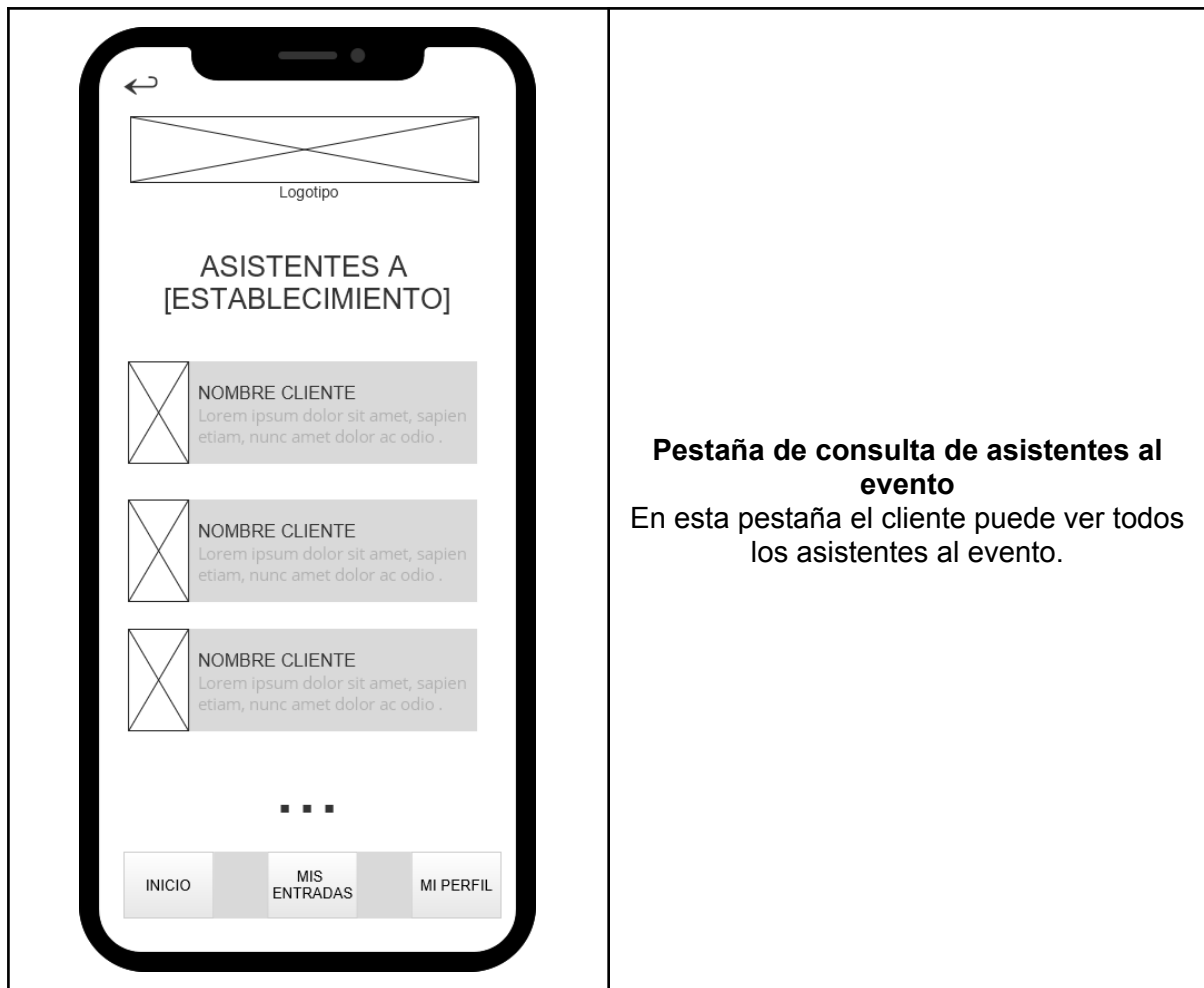 Logotipo
ASISTENTES A
[ESTABLECIMIENTO]
NOMBRE CLIENTE
Lorem ipsum dolor sit amet, sapien
etiam, nunc amet dolor ac odio .
NOMBRE CLIENTE
Lorem ipsum dolor sit amet, sapien
etiam, nunc amet dolor ac odio .
NOMBRE CLIENTE
Lorem ipsum dolor sit amet, sapien
etiam, nunc amet dolor ac odio .
...
INICIO
MIS
ENTRADAS
MI PERFIL
Pestaña de consulta de asistentes al
evento
En esta pestaña el cliente puede ver todos
los asistentes al evento.